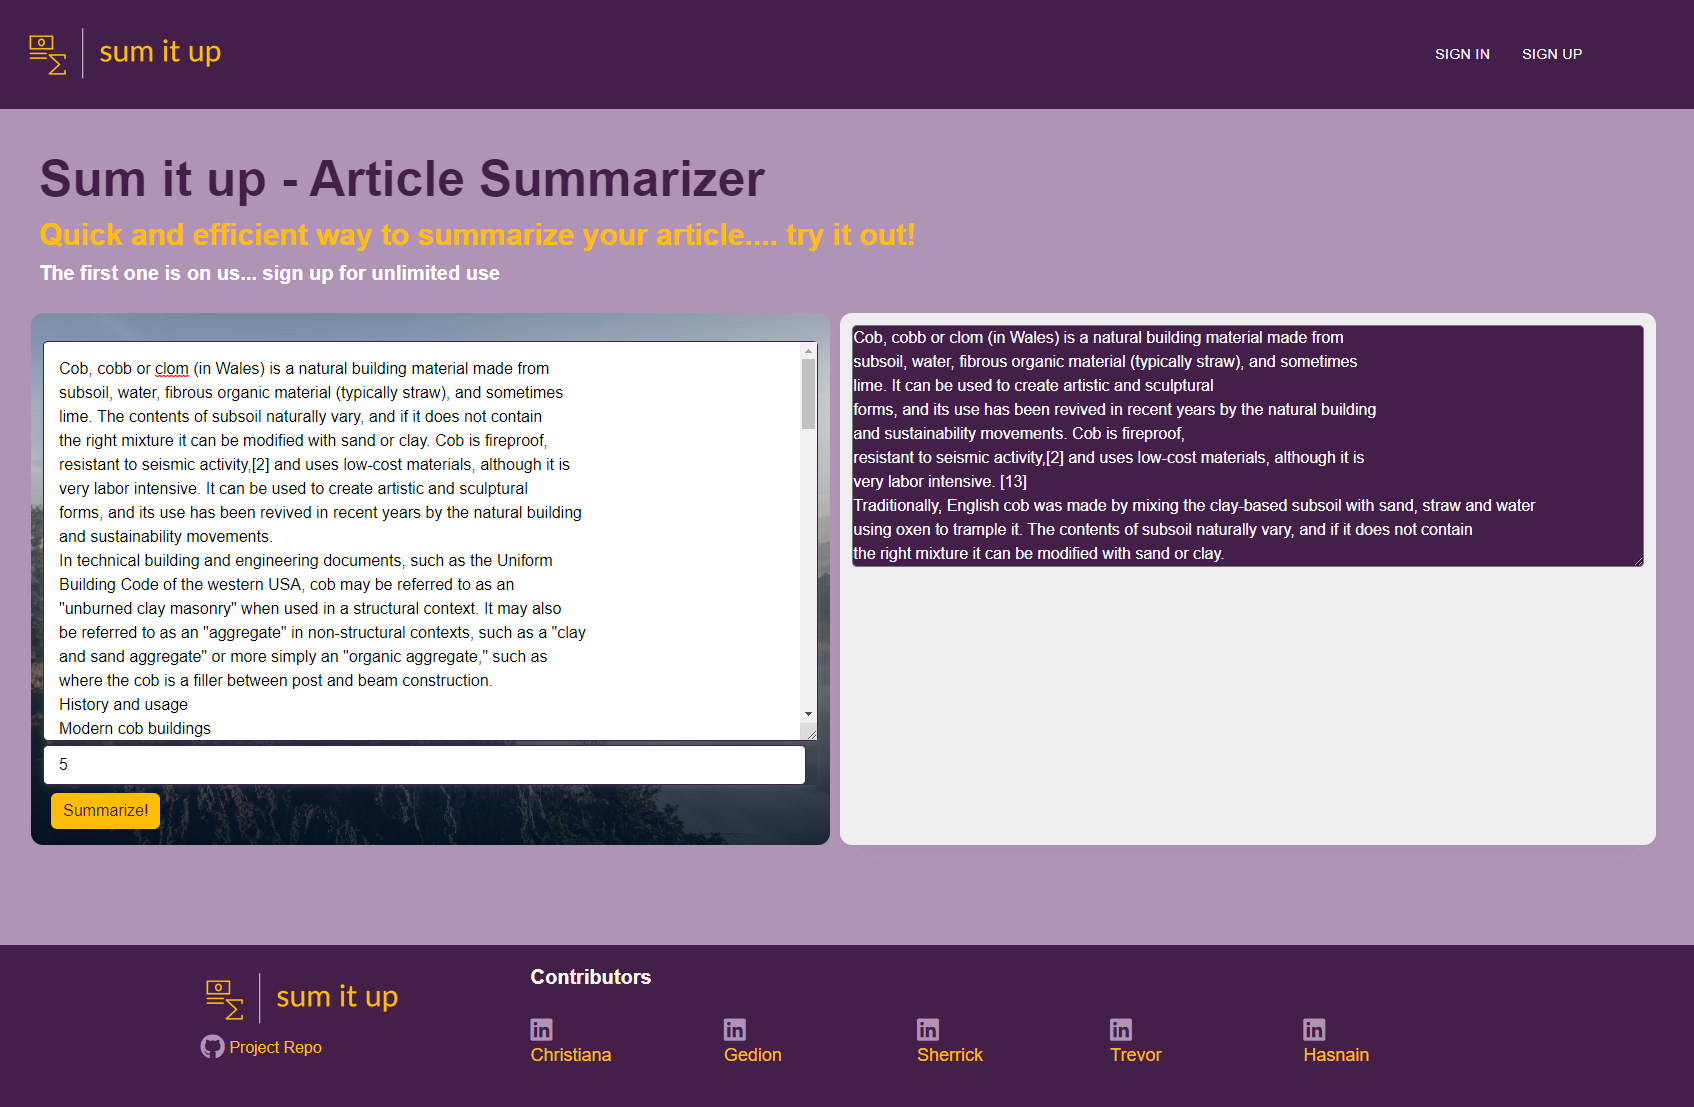 sum it up
SIGN IN
SIGN UP
Sum it up - Article Summarizer
Quick and efficient way to summarize your article.... try it out!
The first one is on us... sign up for unlimited use
Cob, cobb or clom (in Wales) is a natural building material made from
subsoil, water, fibrous organic material (typically straw), and sometimes
lime. The contents of subsoil naturally vary, and if it does not contain
the right mixture it can be modified with sand or clay. Cob is fireproof,
resistant to seismic activity,[2] and uses low-cost materials, although it is
very labor intensive. It can be used to create artistic and sculptural
forms, and its use has been revived in recent years by the natural building
and sustainability movements.
In technical building and engineering documents, such as the Uniform
Building Code of the western USA, cob may be referred to as an
"unburned clay masonry" when used in a structural context. It may also
be referred to as an "aggregate" in non-structural contexts, such as a "clay
and sand aggregate" or more simply an "organic aggregate," such as
where the cob is a filler between post and beam construction.
History and usage
Modern cob buildings
5
Summarize!
Cob, cobb or clom (in Wales) is a natural building material made from
subsoil, water, fibrous organic material (typically straw), and sometimes
lime. It can be used to create artistic and sculptural
forms, and its use has been revived in recent years by the natural building
and sustainability movements. Cob is fireproof,
resistant to seismic activity,[2] and uses low-cost materials, although it is
very labor intensive. [13]
Traditionally, English cob was made by mixing the clay-based subsoil with sand, straw and water
using oxen to trample it. The contents of subsoil naturally vary, and if it does not contain
the right mixture it can be modified with sand or clay.
sum it up
Project Repo
Contributors
Christiana
Gedion
Sherrick
Trevor
Hasnain